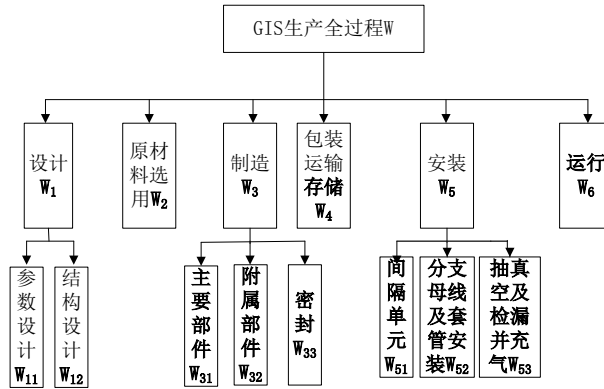 GIS生产全过程W
设计
W₁
原材
料选
用W₂
制造
W₃
包装
运输
存储
W₄
安装
W₅
运行
W₆
参
数
设
计
W₁₁
结
构
设
计
W₁₂
主
要
部
件
W₃₁
附
属
部
件
W₃₂
密
封
W₃₃
间
隔
单
元
W₅₁
分支
母线
及套
管安
装W₅₂
抽真
空及
检漏
并充
气W₅₃